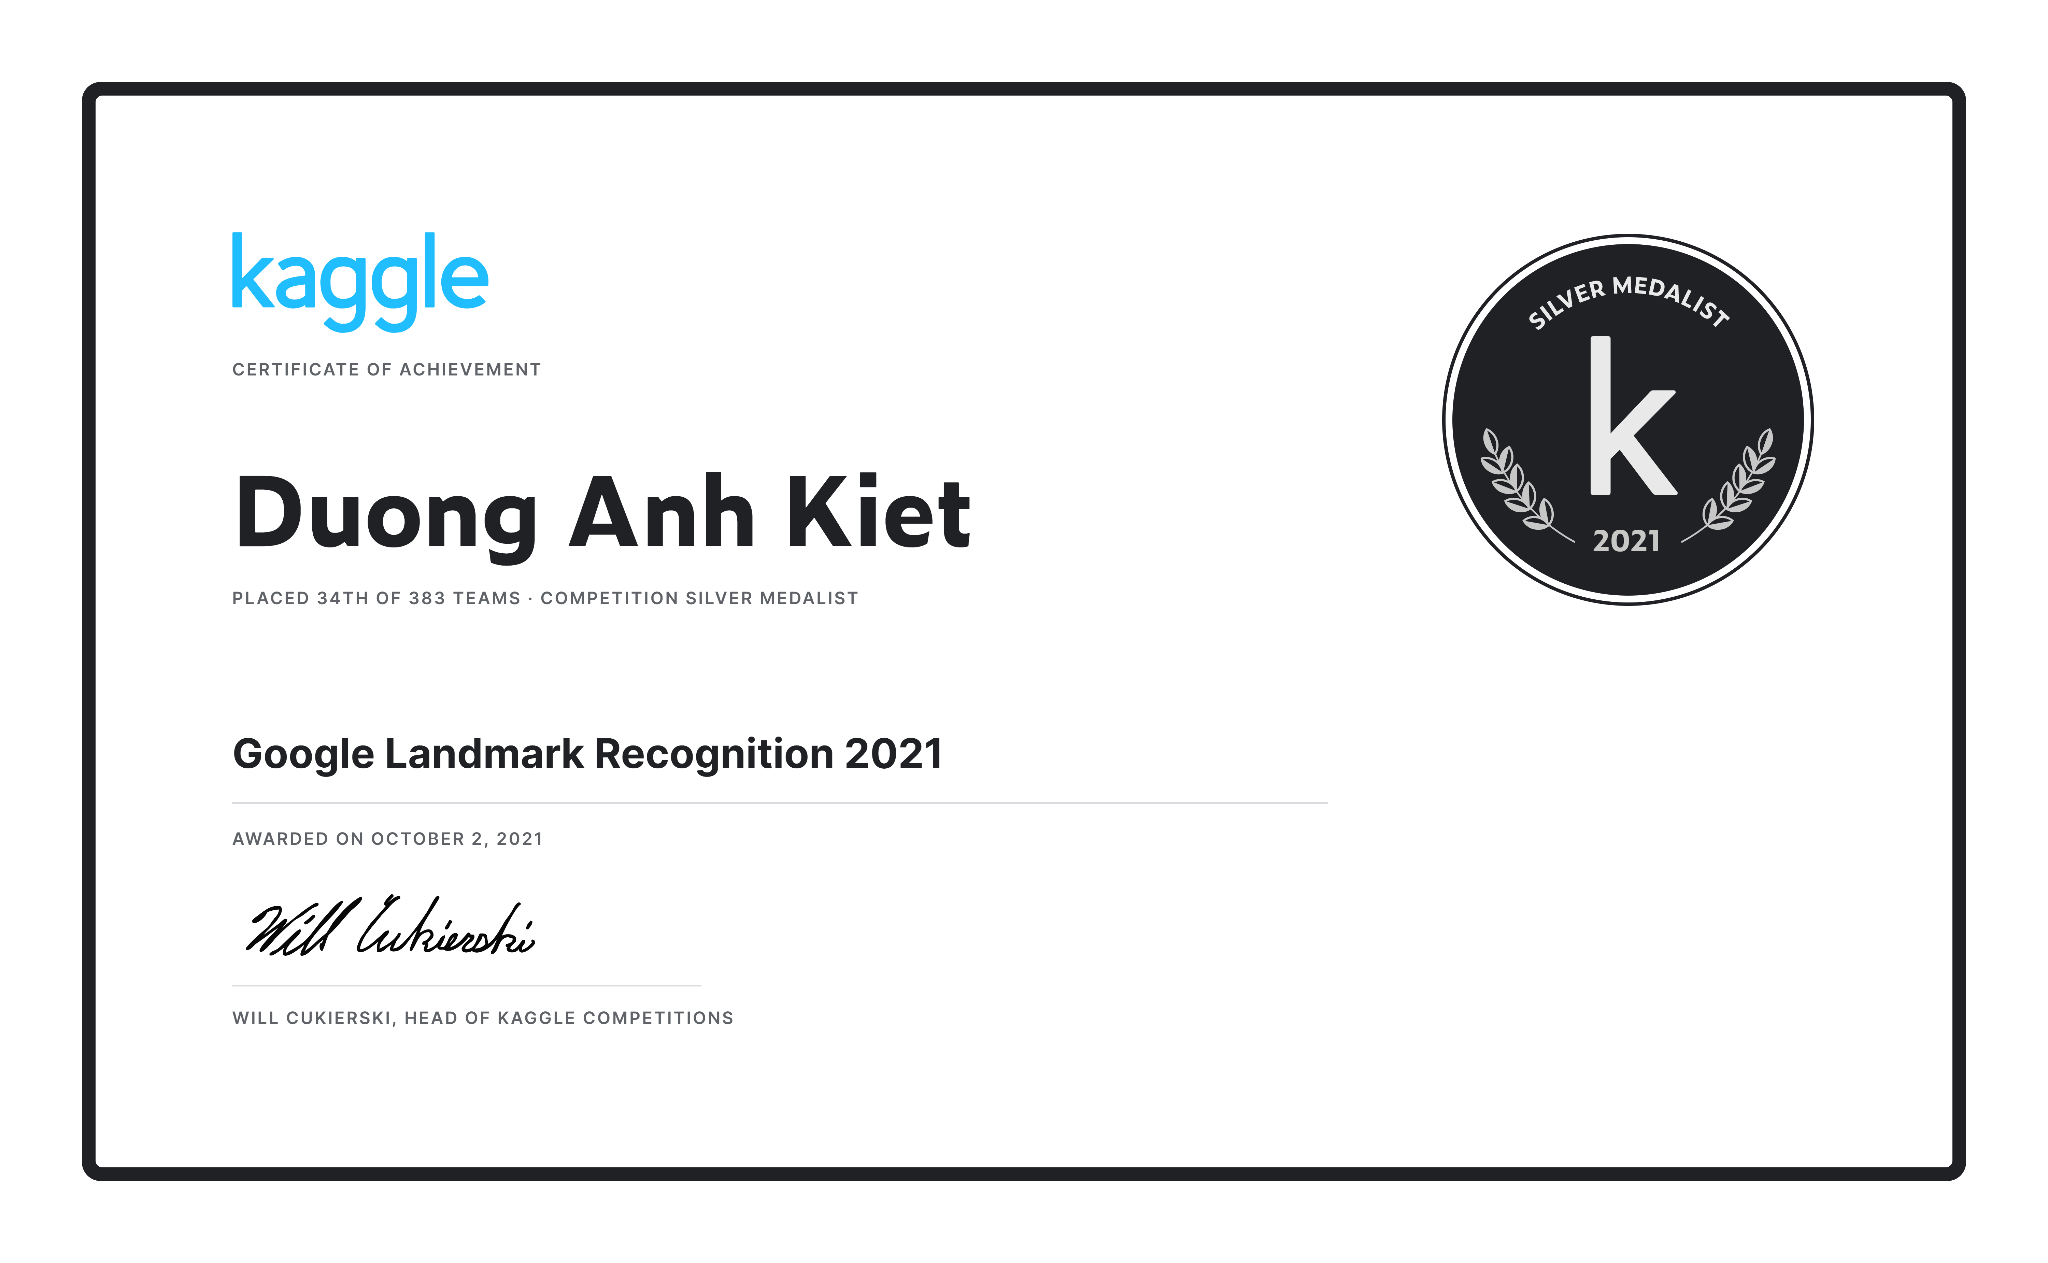 kaggle
CERTIFICATE OF ACHIEVEMENT
Duong Anh Kiet
PLACED 34TH OF 383 TEAMS · COMPETITION SILVER MEDALIST
SILVER MEDALIST
k
2021
Google Landmark Recognition 2021
AWARDED ON OCTOBER 2, 2021
Will Cukierski
WILL CUKIERSKI, HEAD OF KAGGLE COMPETITIONS